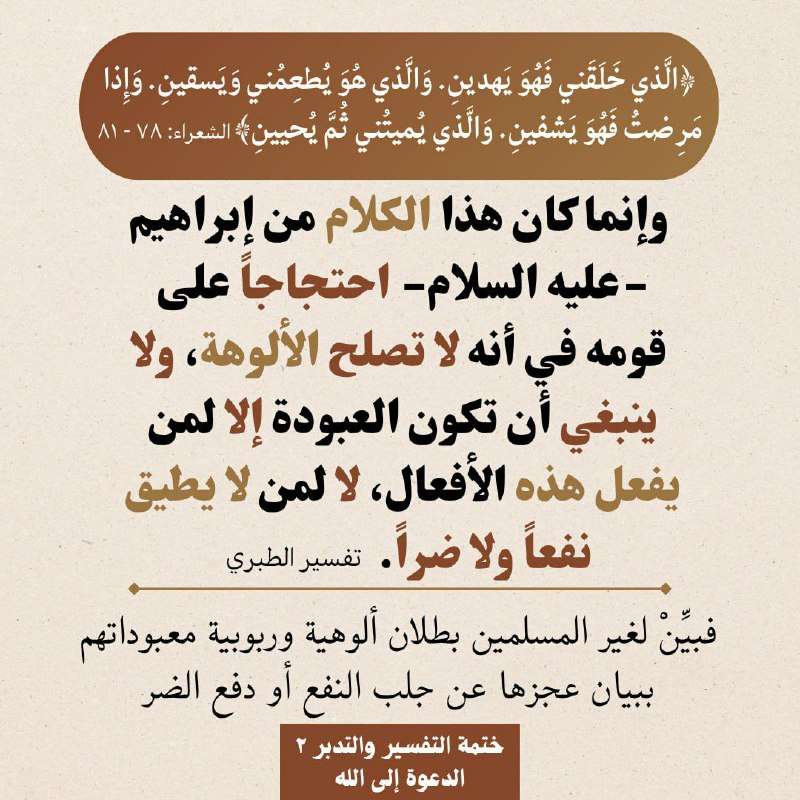 ﴿الَّذي خَلَقَني فَهُوَ يَهدينِ. وَالَّذي هُوَ يُطعِمُني وَيَسقينِ. وَإِذا
مَرِضتُ فَهُوَ يَشفينِ. وَالَّذي يُميتُني ثُمَّ يُحيينِ﴾ الشعراء: ٧٨ - ٨١
وإنما كان هذا الكلام من إبراهيم
-عليه السلام- احتجاجاً على
قومه في أنه لا تصلح الألوهة، ولا
ينبغي أن تكون العبودة إلا لمن
يفعل هذه الأفعال، لا لمن لا يطيق
نفعاً ولا ضراً. تفسير الطبري
فبيِّنْ لغير المسلمين بطلان ألوهية وربوبية معبوداتهم
ببيان عجزها عن جلب النفع أو دفع الضر
ختمة التفسير والتدبر ٢
الدعوة إلى الله